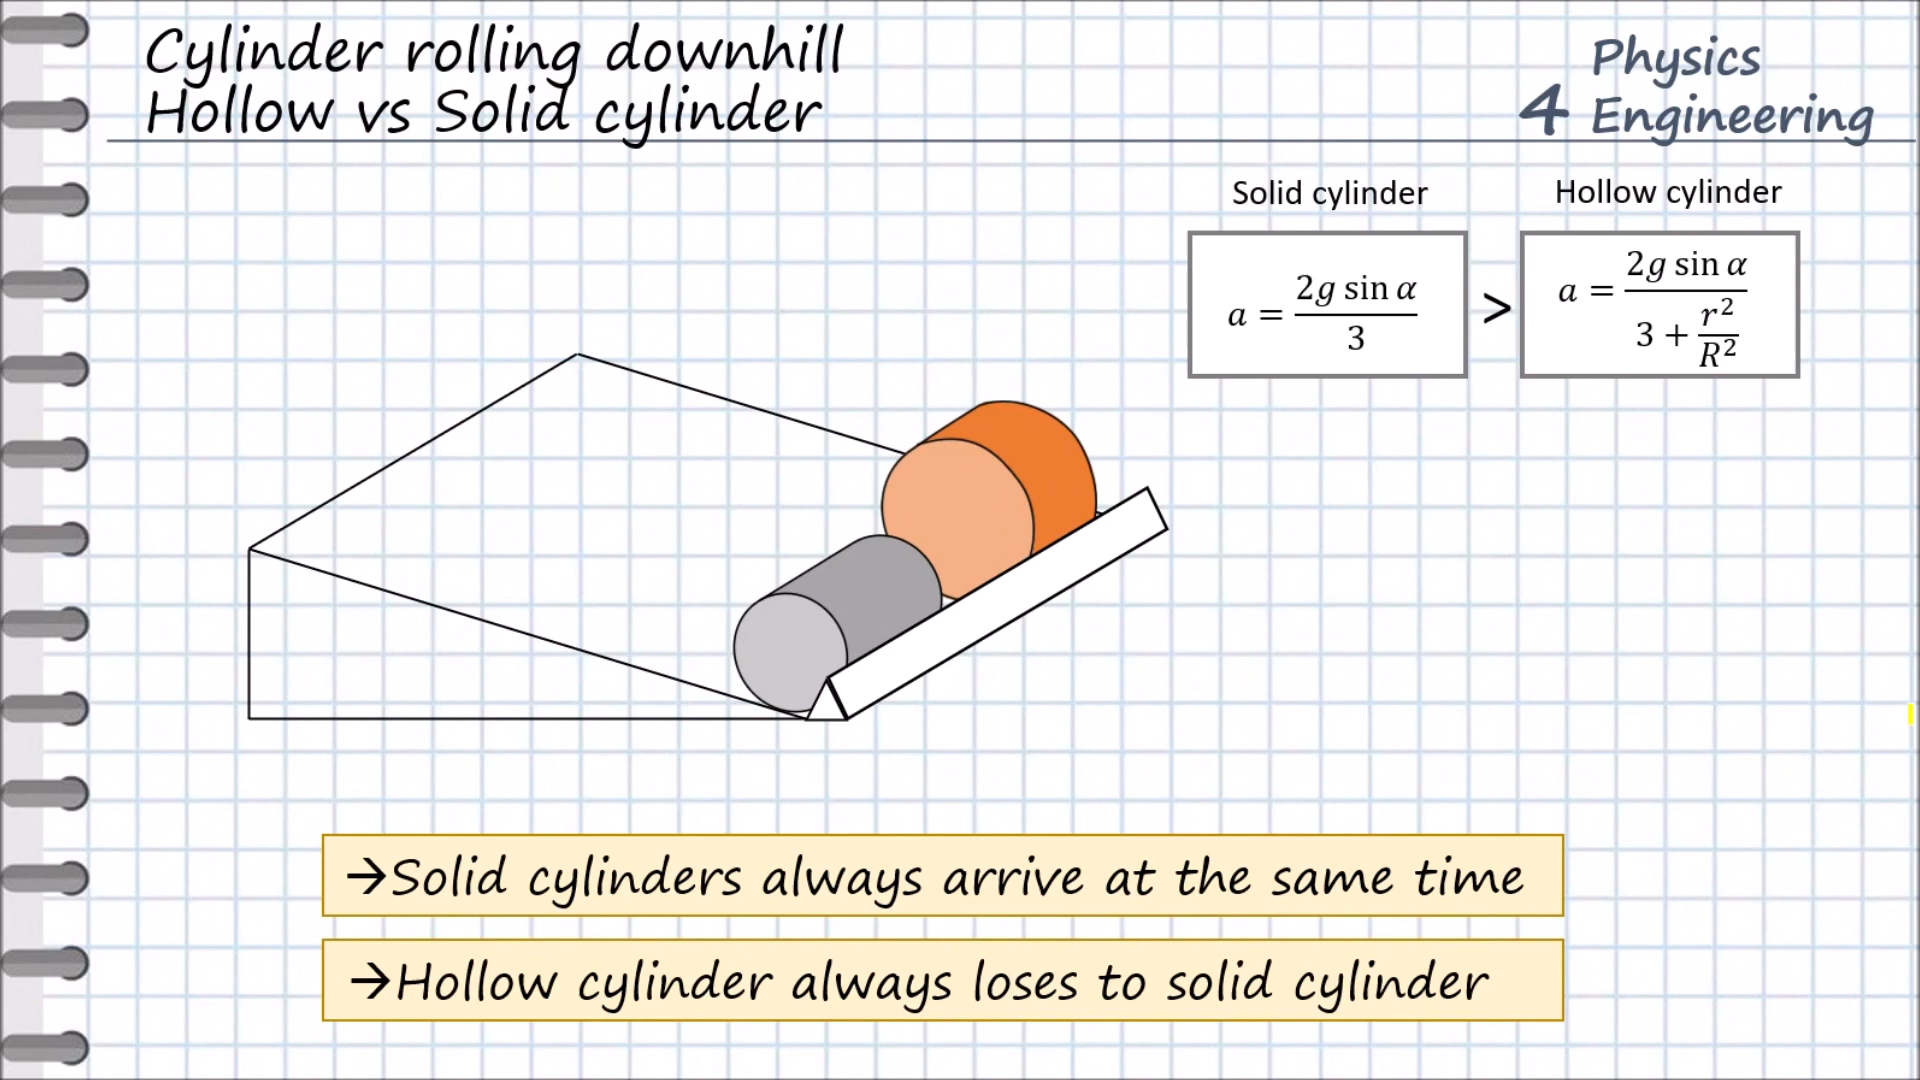 Cylinder rolling downhill
Hollow vs Solid cylinder
Physics
4 Engineering
Solid cylinder
Hollow cylinder
a = 2g sin α / 3
>
a = 2g sin α / (3 + r²/R²)
→Solid cylinders always arrive at the same time
→Hollow cylinder always loses to solid cylinder